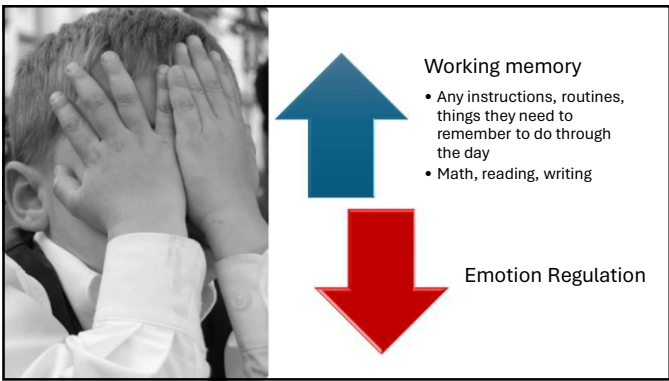 Working memory
• Any instructions, routines,
things they need to
remember to do through
the day
• Math, reading, writing
Emotion Regulation